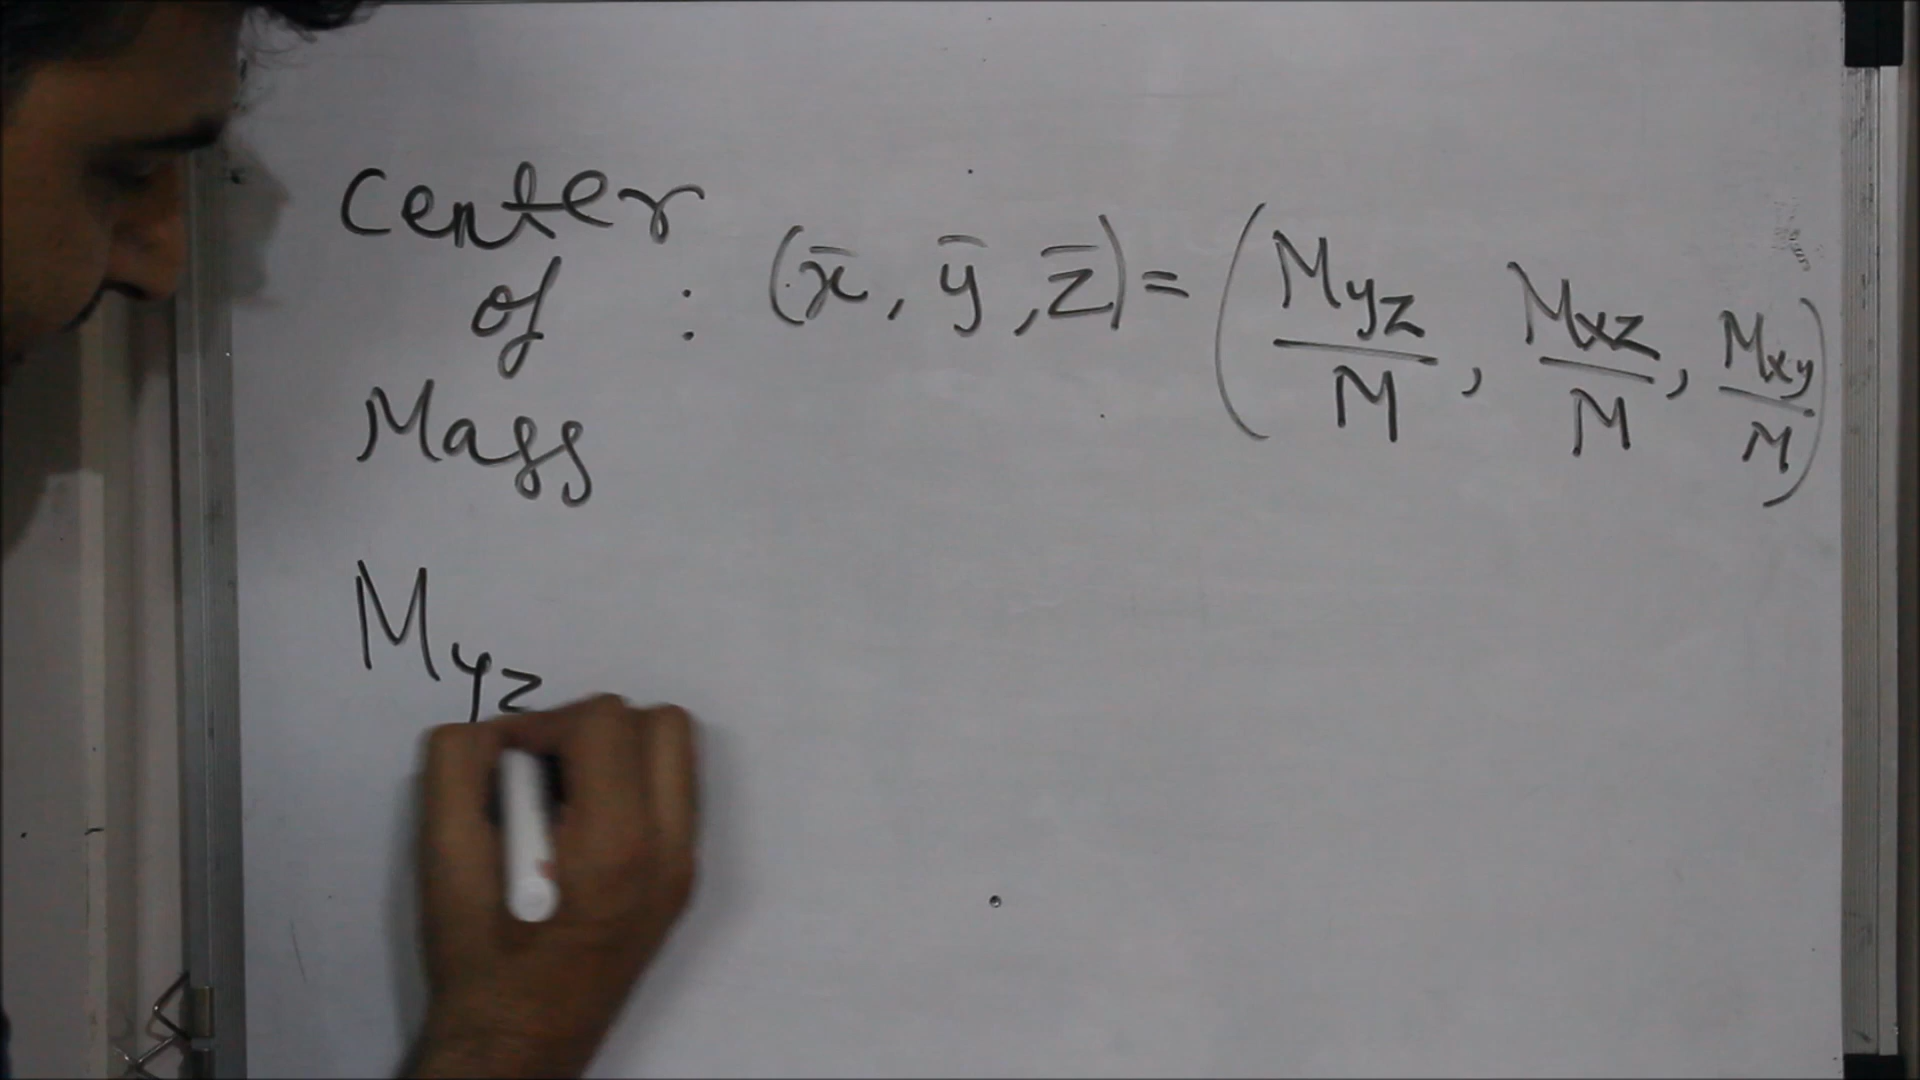 Center
of : (x̄, ȳ, z̄) = (Myz/M, Mxz/M, Mxy/M)
Mass
Myz